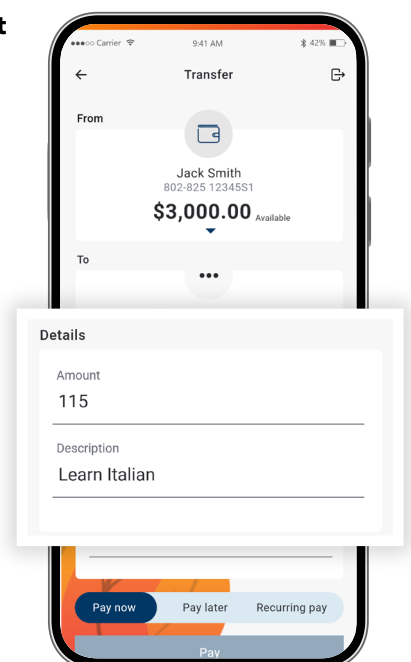 t
Carrier 9:41 AM 42%
Transfer
From
Jack Smith
802-825 12345S1
$3,000.00 Available
To
Details
Amount
115
Description
Learn Italian
Pay now Pay later Recurring pay
Pay